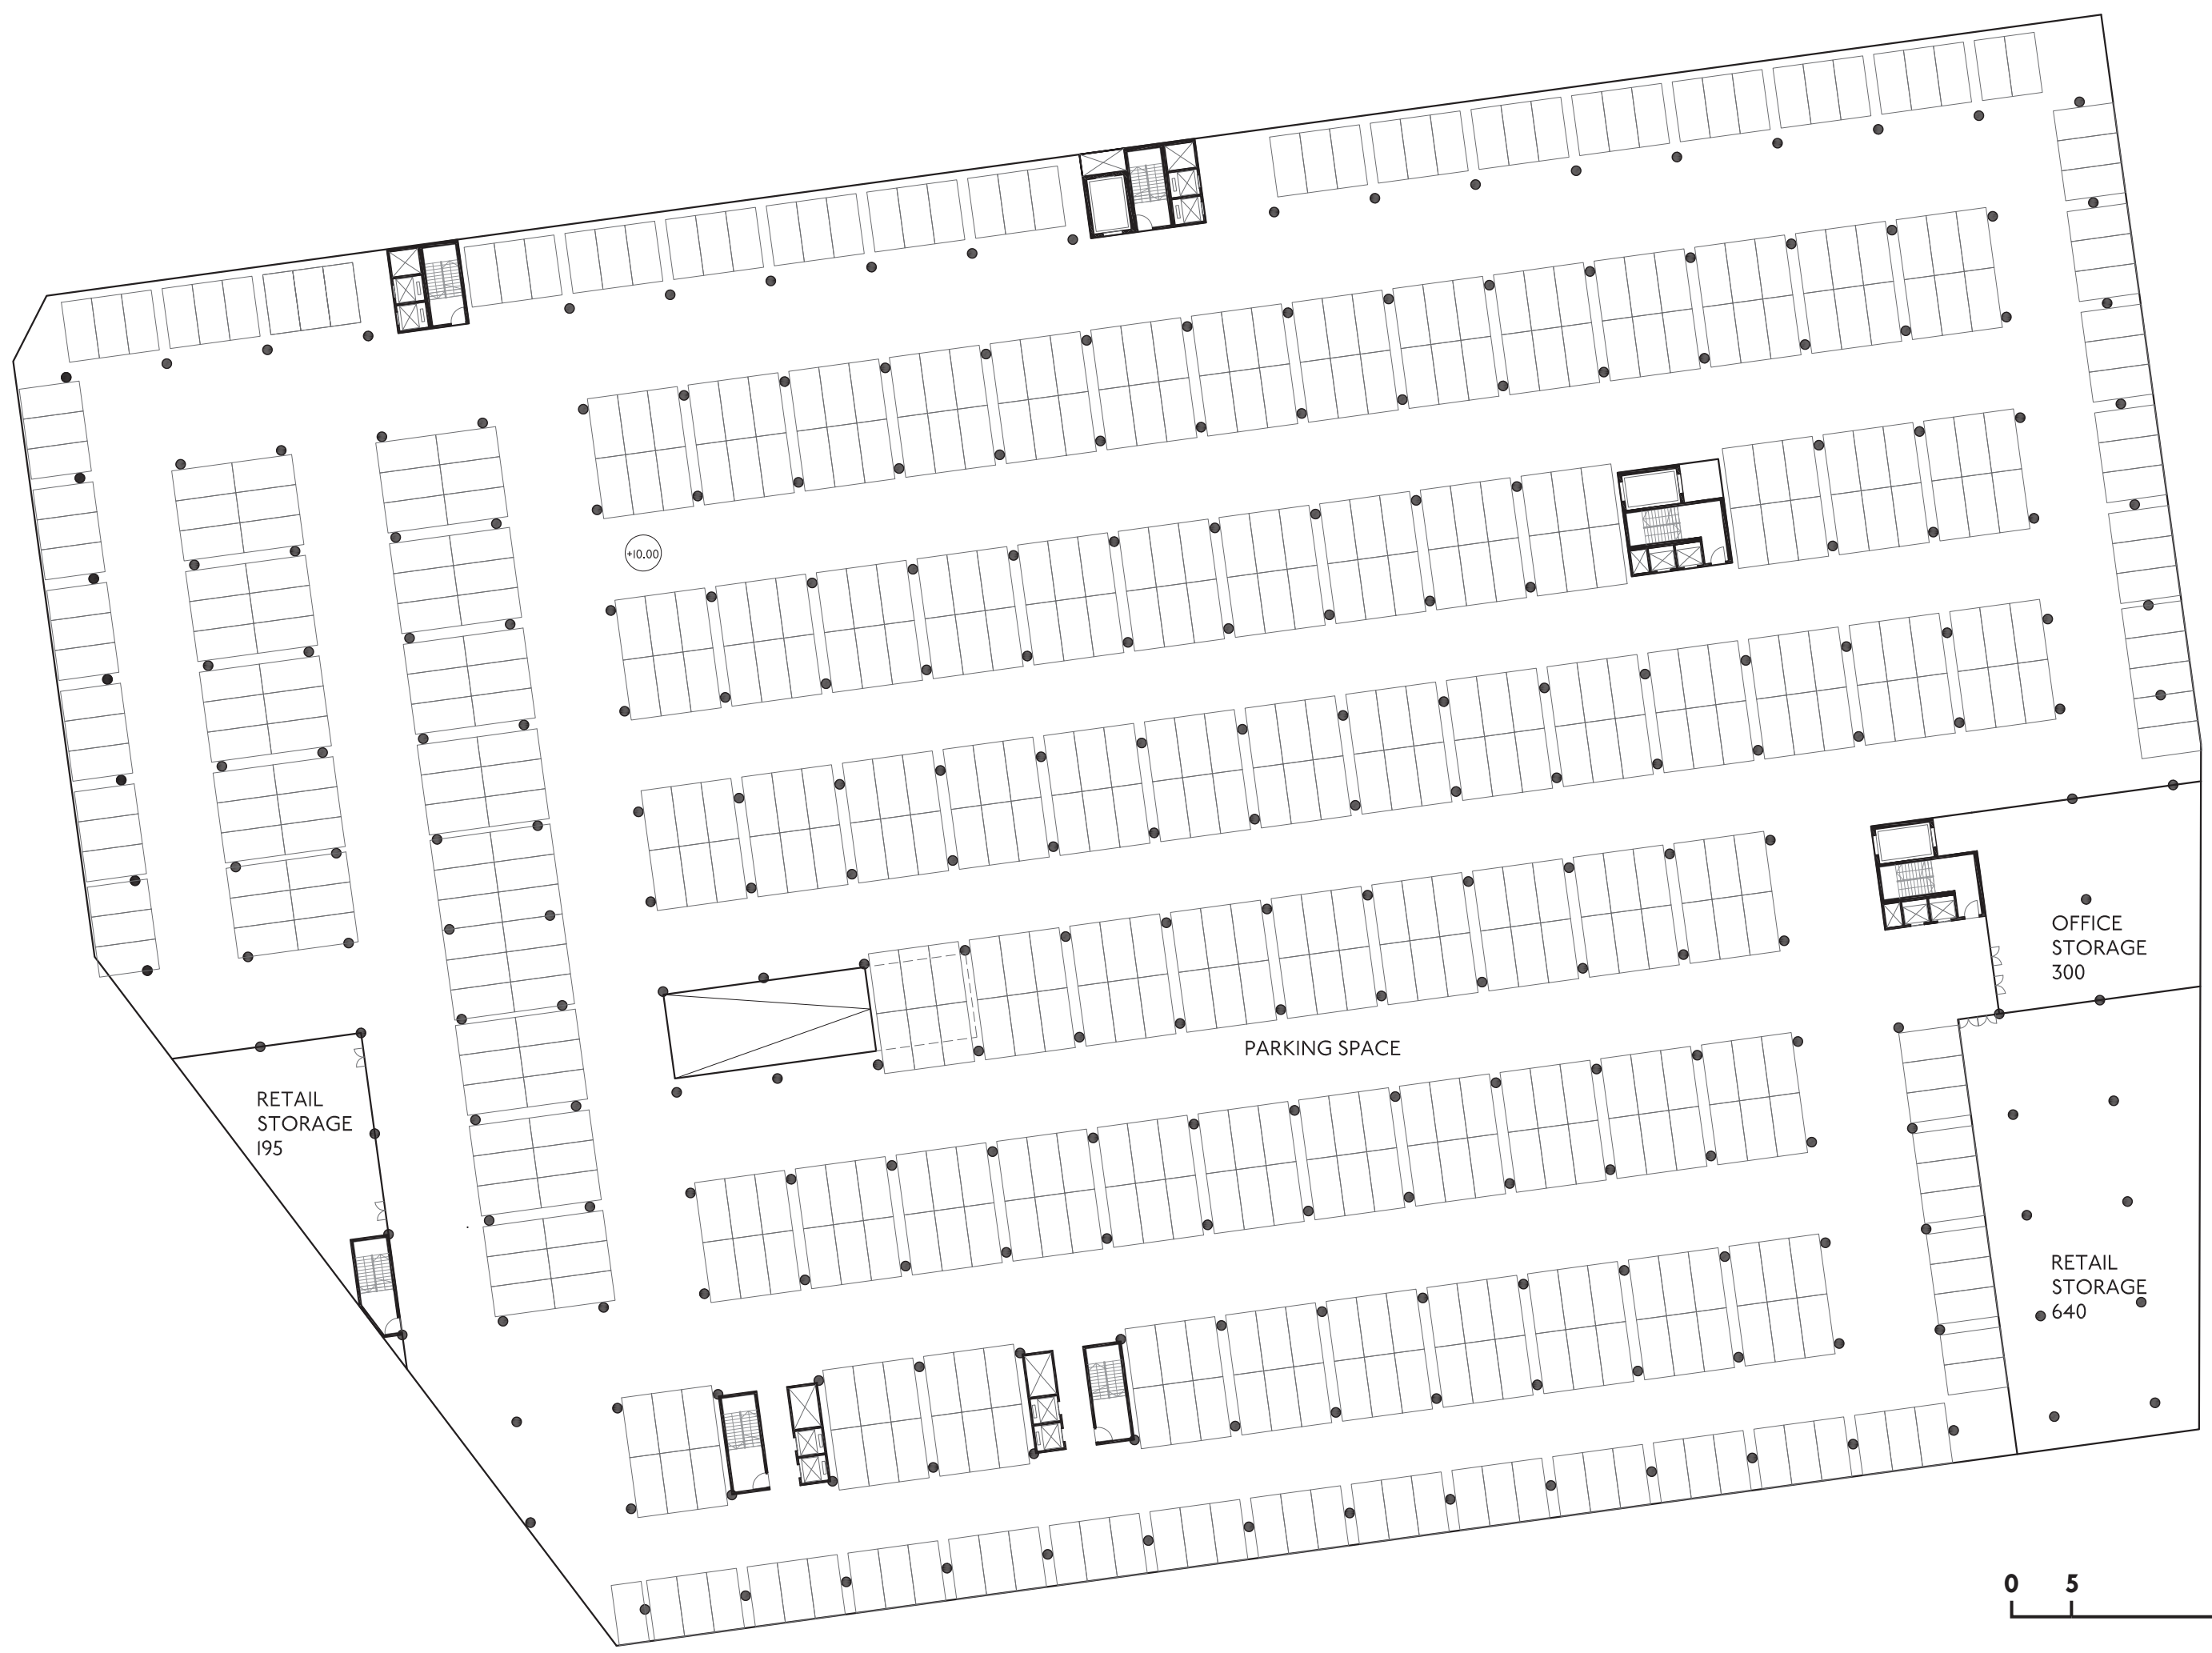 +10.00
OFFICE
STORAGE
300
PARKING SPACE
RETAIL
STORAGE
195
RETAIL
STORAGE
640
0 5